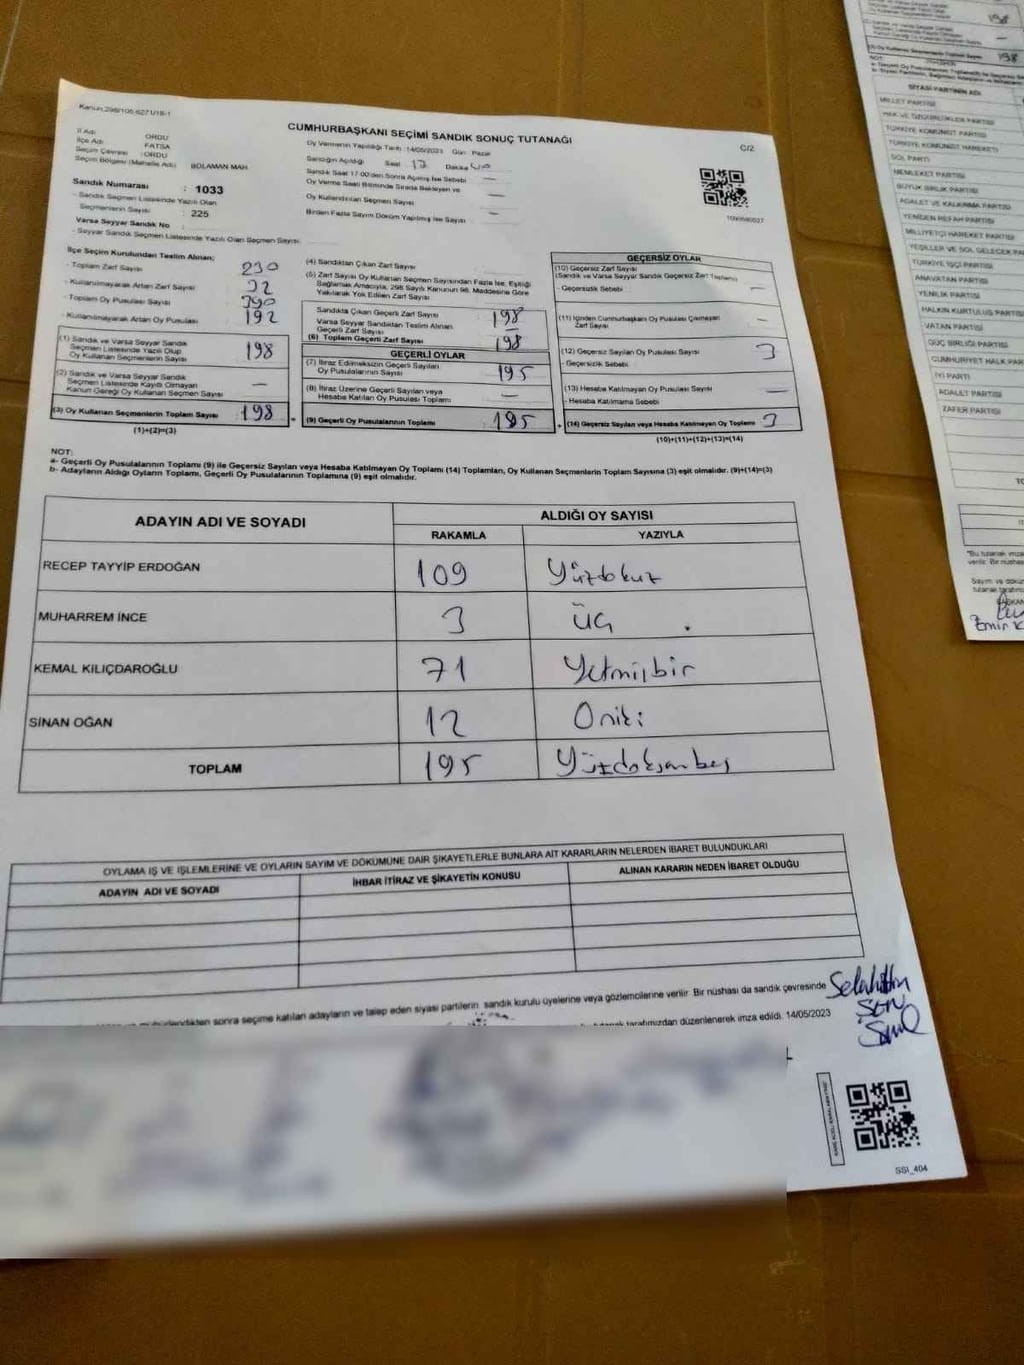 Kanun:298/105,6271/18-1
CUMHURBAŞKANI SEÇİMİ SANDIK SONUÇ TUTANAĞI
C/2
İl Adı : ORDU
İlçe Adı : FATSA
Seçim Çevresi : ORDU
Seçim Bölgesi (Mahalle Adı) : BOLAMAN MAH.
Sandık Numarası : 1033
- Sandık Seçmen Listesinde Yazılı Olan
Seçmenlerin Sayısı : 225
Varsa Seyyar Sandık No
- Seyyar Sandık Seçmen Listesinde Yazılı Olan Seçmen Sayısı
Oy Vermenin Yapıldığı Tarih : 14/05/2023 Gün : Pazar
Sandığın Açıldığı Saat 17 Dakika 40
Sandık Saat 17:00'den Sonra Açılmış İse Sebebi —
Oy Verme Saati Bitiminde Sırada Bekleyen ve
Oy Kullandırılan Seçmen Sayısı —
Birden Fazla Sayım Döküm Yapılmış İse Sayısı —
İlçe Seçim Kurulundan Teslim Alınan;
- Toplam Zarf Sayısı 230
- Kullanılmayarak Artan Zarf Sayısı 32
- Toplam Oy Pusulası Sayısı 390
- Kullanılmayarak Artan Oy Pusulası 192
(1) Sandık ve Varsa Seyyar Sandık
Seçmen Listesinde Yazılı Olup
Oy Kullanan Seçmenlerin Sayısı 198
(2) Sandık ve Varsa Seyyar Sandık
Seçmen Listesinde Kayıtlı Olmayan
Kanun Gereği Oy Kullanan Seçmen Sayısı —
(3) Oy Kullanan Seçmenlerin Toplam Sayısı 198
(1)+(2)=(3)
(4) Sandıktan Çıkan Zarf Sayısı
(5) Zarf Sayısı Oy Kullanan Seçmen Sayısından Fazla İse, Eşitliği
Sağlamak Amacıyla, 298 Sayılı Kanunun 98. Maddesine Göre
Yakılarak Yok Edilen Zarf Sayısı
Sandıkta Çıkan Geçerli Zarf Sayısı 198
Varsa Seyyar Sandıktan Teslim Alınan
Geçerli Zarf Sayısı —
(6) Toplam Geçerli Zarf Sayısı 198
GEÇERLİ OYLAR
(7) İtiraz Edilmeksizin Geçerli Sayılan
Oy Pusulalarının Sayısı 195
(8) İtiraz Üzerine Geçerli Sayılan veya
Hesaba Katılan Oy Pusulası Toplamı —
(9) Geçerli Oy Pusulalarının Toplamı 195
GEÇERSİZ OYLAR
(10) Geçersiz Zarf Sayısı
(Sandık ve Varsa Seyyar Sandık Geçersiz Zarf Toplamı)
- Geçersizlik Sebebi : —
(11) İçinden Cumhurbaşkanı Oy Pusulası Çıkmayan
Zarf Sayısı —
(12) Geçersiz Sayılan Oy Pusulası Sayısı 3
- Geçersizlik Sebebi :
(13) Hesaba Katılmayan Oy Pusulası Sayısı —
- Hesaba Katılmama Sebebi
(14) Geçersiz Sayılan veya Hesaba Katılmayan Oy Toplamı 3
(10)+(11)+(12)+(13)=(14)
NOT:
a- Geçerli Oy Pusulalarının Toplamı (9) ile Geçersiz Sayılan veya Hesaba Katılmayan Oy Toplamı (14) Toplamları, Oy Kullanan Seçmenlerin Toplam Sayısına (3) eşit olmalıdır. (9)+(14)=(3)
b- Adayların Aldığı Oyların Toplamı, Geçerli Oy Pusulalarının Toplamına (9) eşit olmalıdır.
ADAYIN ADI VE SOYADI
ALDIĞI OY SAYISI
RAKAMLA YAZIYLA
RECEP TAYYİP ERDOĞAN 109 Yüzdokuz
MUHARREM İNCE 3 üç
KEMAL KILIÇDAROĞLU 71 Yetmişbir
SİNAN OĞAN 12 Oniki
TOPLAM 195 Yüzdoksanbeş
OYLAMA İŞ VE İŞLEMLERİNE VE OYLARIN SAYIM VE DÖKÜMÜNE DAİR ŞİKAYETLERLE BUNLARA AİT KARARLARIN NELERDEN İBARET BULUNDUKLARI
ADAYIN ADI VE SOYADI
İHBAR İTİRAZ VE ŞİKAYETİN KONUSU
ALINAN KARARIN NEDEN İBARET OLDUĞU
sonra seçime katılan adayların ve talep eden siyasi partilerin, sandık kurulu üyelerine veya gözlemcilerine verilir. Bir nüshası da sandık çevresinde
tarafımızdan düzenlenerek imza edildi. 14/05/2023
Selahattin
SSI_404
198
198
(3) Oy Kullanan Seçmenlerin Toplam Sayısı
NOT:
SİYASİ PARTİNİN ADI
MİLLET PARTİSİ
HAK VE ÖZGÜRLÜKLER PARTİSİ
TÜRKİYE KOMÜNİST PARTİSİ
TÜRKİYE KOMÜNİST HAREKETİ
SOL PARTİ
MEMLEKET PARTİSİ
BÜYÜK BİRLİK PARTİSİ
ADALET VE KALKINMA PARTİSİ
YENİDEN REFAH PARTİSİ
MİLLİYETÇİ HAREKET PARTİSİ
YEŞİLLER VE SOL GELECEK
TÜRKİYE İŞÇİ PARTİSİ
ANAVATAN PARTİSİ
YENİLİK PARTİSİ
HALKIN KURTULUŞ
VATAN PARTİSİ
GÜÇ BİRLİĞİ PARTİSİ
CUMHURİYET HALK
İYİ PARTİ
ADALET PARTİSİ
ZAFER PARTİSİ